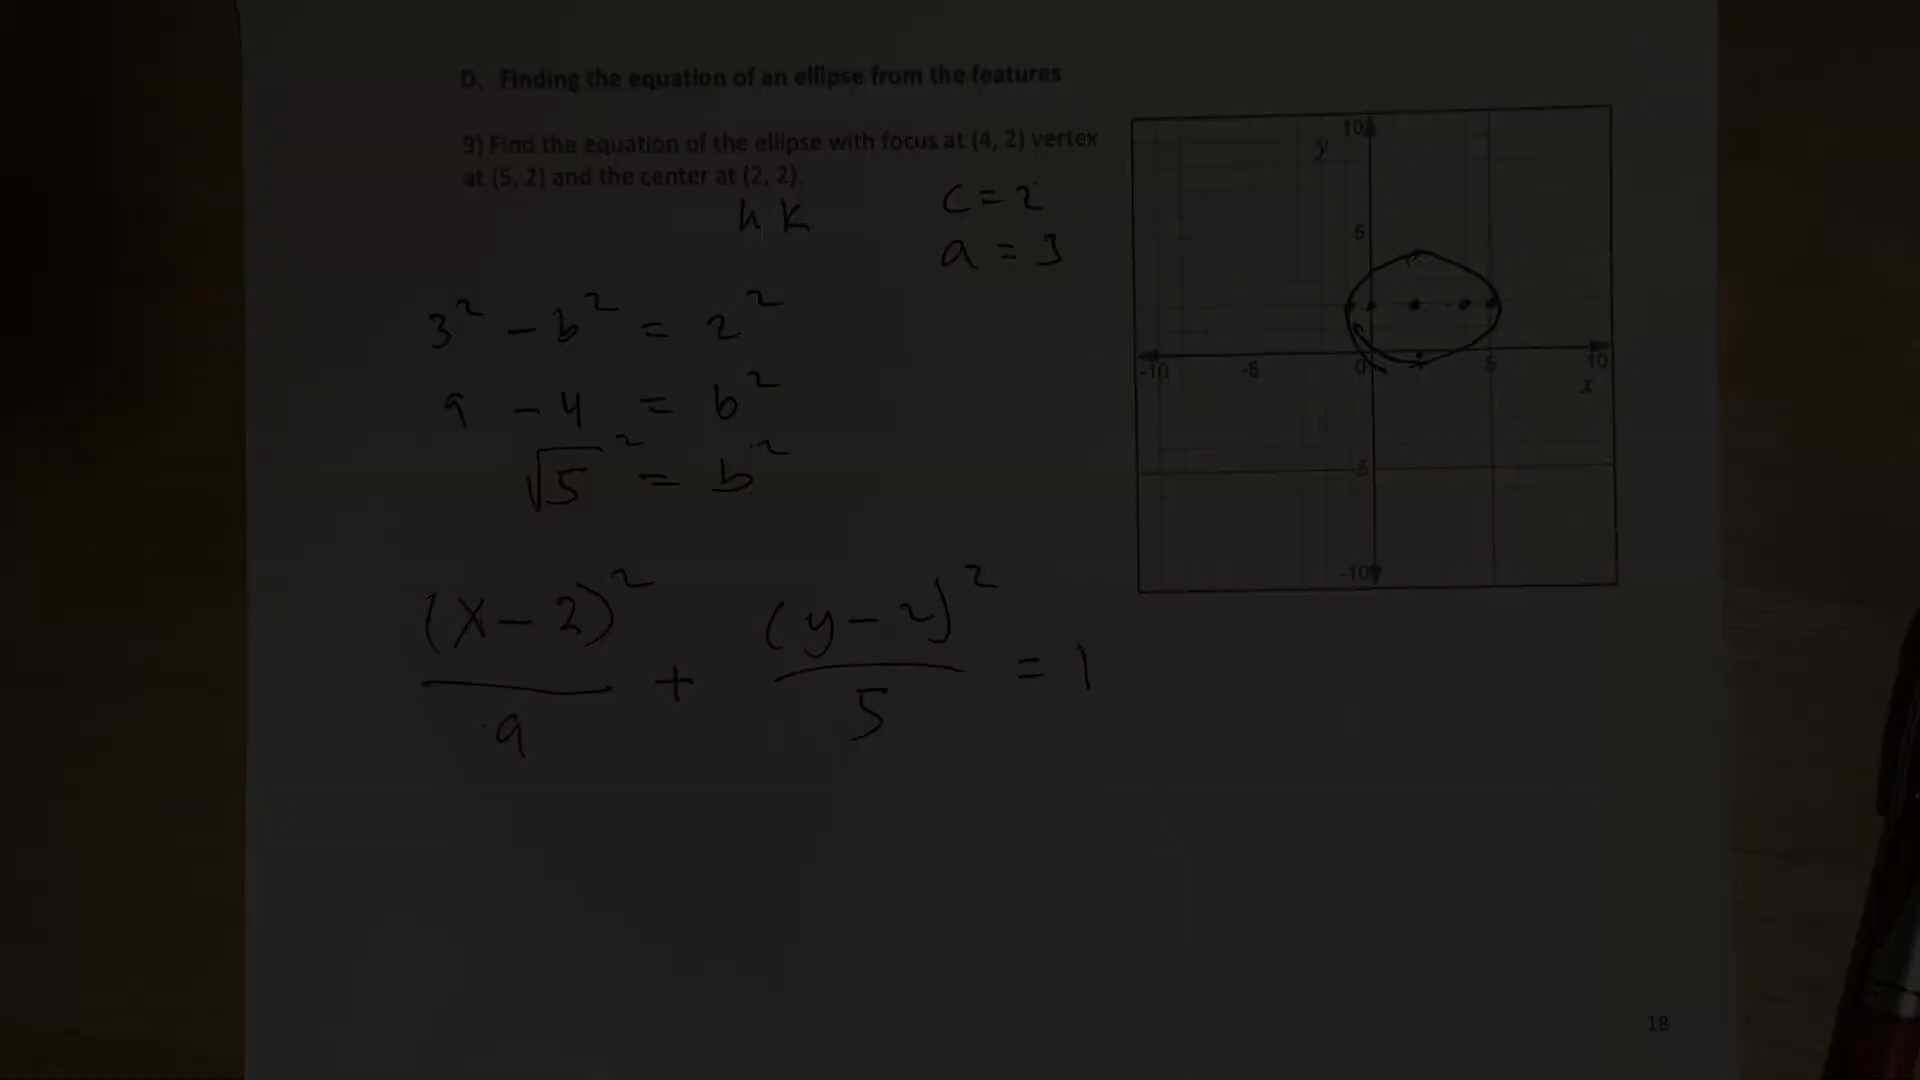 D. Finding the equation of an ellipse from the features
9) Find the equation of the ellipse with focus at (4, 2) vertex
at (5, 2) and the center at (2, 2).
h k
c = 2
a = 3
3² − b² = 2²
9 − 4 = b²
√5² = b²
(x − 2)² / 9 + (y − 2)² / 5 = 1
10
y
5
-10 -5 0 5 10
x
-5
-10
18